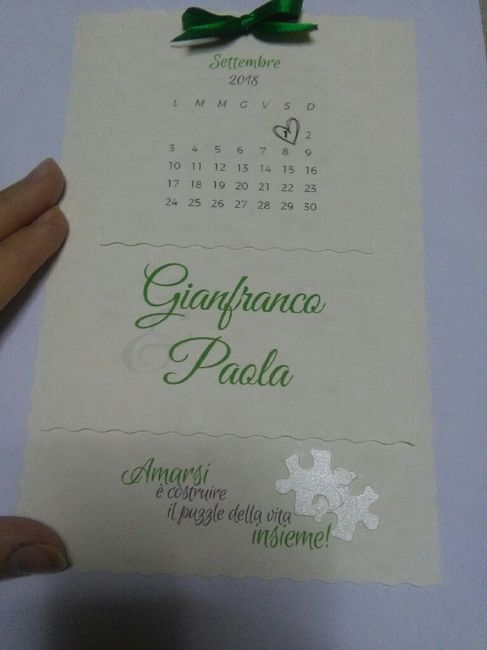 Settembre
2018
L M M G V S D
1 2
3 4 5 6 7 8 9
10 11 12 13 14 15 16
17 18 19 20 21 22 23
24 25 26 27 28 29 30
Gianfranco
& Paola
Amarsi
è costruire
il puzzle della vita
insieme!